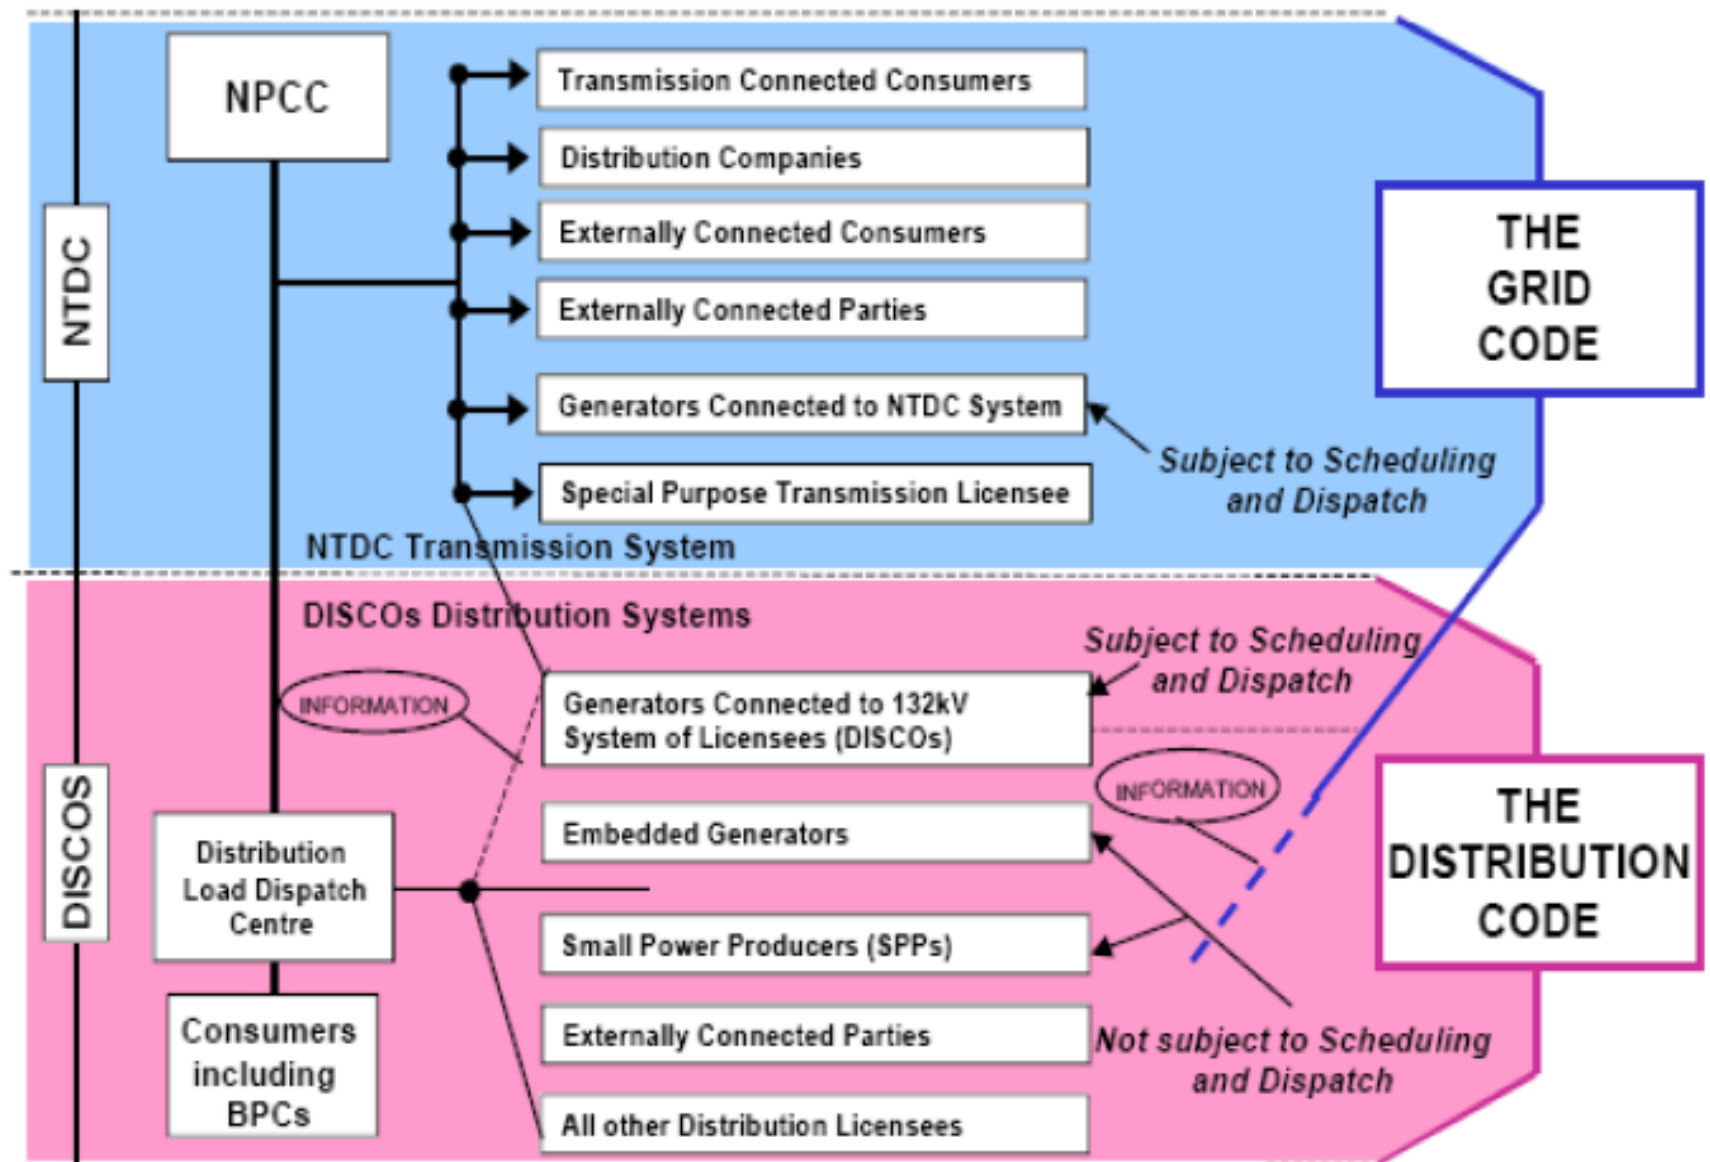 NPCC
NTDC
Transmission Connected Consumers
Distribution Companies
Externally Connected Consumers
Externally Connected Parties
Generators Connected to NTDC System
Special Purpose Transmission Licensee
Subject to Scheduling
and Dispatch
NTDC Transmission System
THE
GRID
CODE
DISCOs Distribution Systems
DISCOS
INFORMATION
Distribution
Load Dispatch
Centre
Consumers
including
BPCs
Generators Connected to 132kV
System of Licensees (DISCOs)
Embedded Generators
Small Power Producers (SPPs)
Externally Connected Parties
All other Distribution Licensees
Subject to Scheduling
and Dispatch
INFORMATION
Not subject to Scheduling
and Dispatch
THE
DISTRIBUTION
CODE